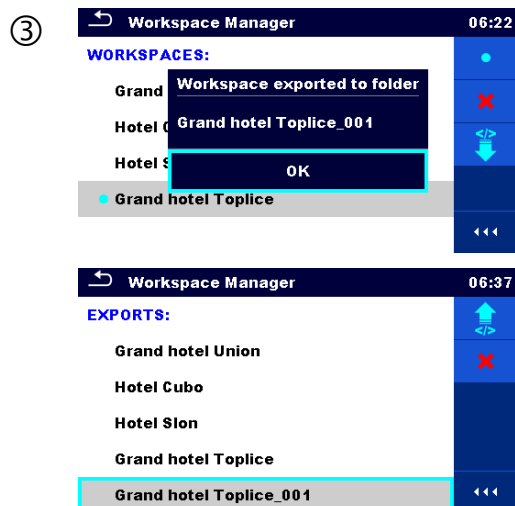 ③
Workspace Manager 06:22
WORKSPACES:
Grand
Workspace exported to folder
Hotel
Grand hotel Toplice_001
Hotel
OK
Grand hotel Toplice
Workspace Manager 06:37
EXPORTS:
</>
Grand hotel Union
Hotel Cubo
Hotel Slon
Grand hotel Toplice
Grand hotel Toplice_001